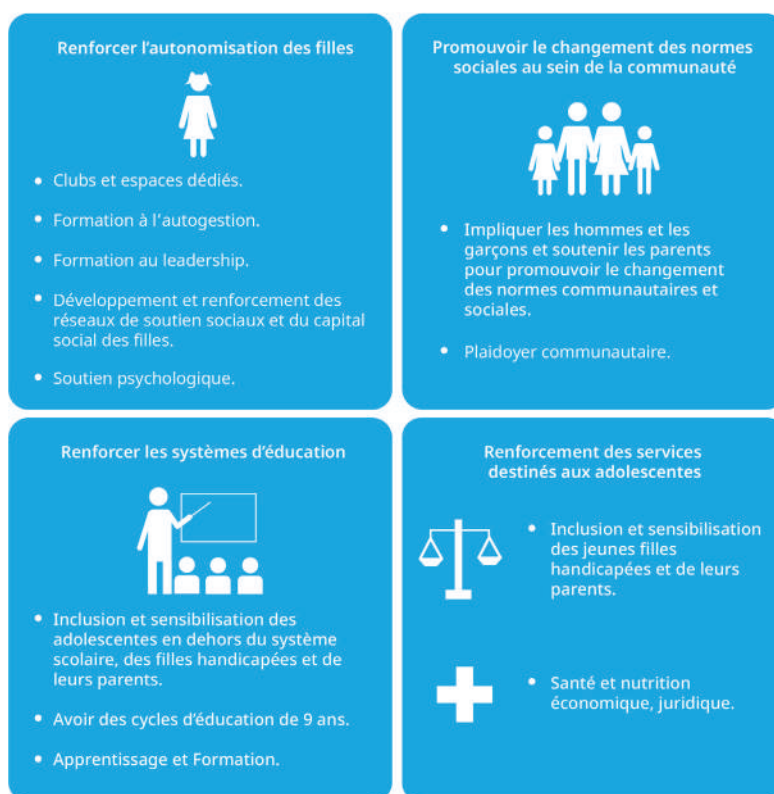 Renforcer l'autonomisation des filles
• Clubs et espaces dédiés.
• Formation à l'autogestion.
• Formation au leadership.
• Développement et renforcement des
réseaux de soutien sociaux et du capital
social des filles.
• Soutien psychologique.
Promouvoir le changement des normes
sociales au sein de la communauté
• Impliquer les hommes et les
garçons et soutenir les parents
pour promouvoir le changement
des normes communautaires et
sociales.
• Plaidoyer communautaire.
Renforcer les systèmes d'éducation
• Inclusion et sensibilisation des
adolescentes en dehors du système
scolaire, des filles handicapées et de
leurs parents.
• Avoir des cycles d'éducation de 9 ans.
• Apprentissage et Formation.
Renforcement des services
destinés aux adolescentes
• Inclusion et sensibilisation
des jeunes filles
handicapées et de leurs
parents.
• Santé et nutrition
économique, juridique.